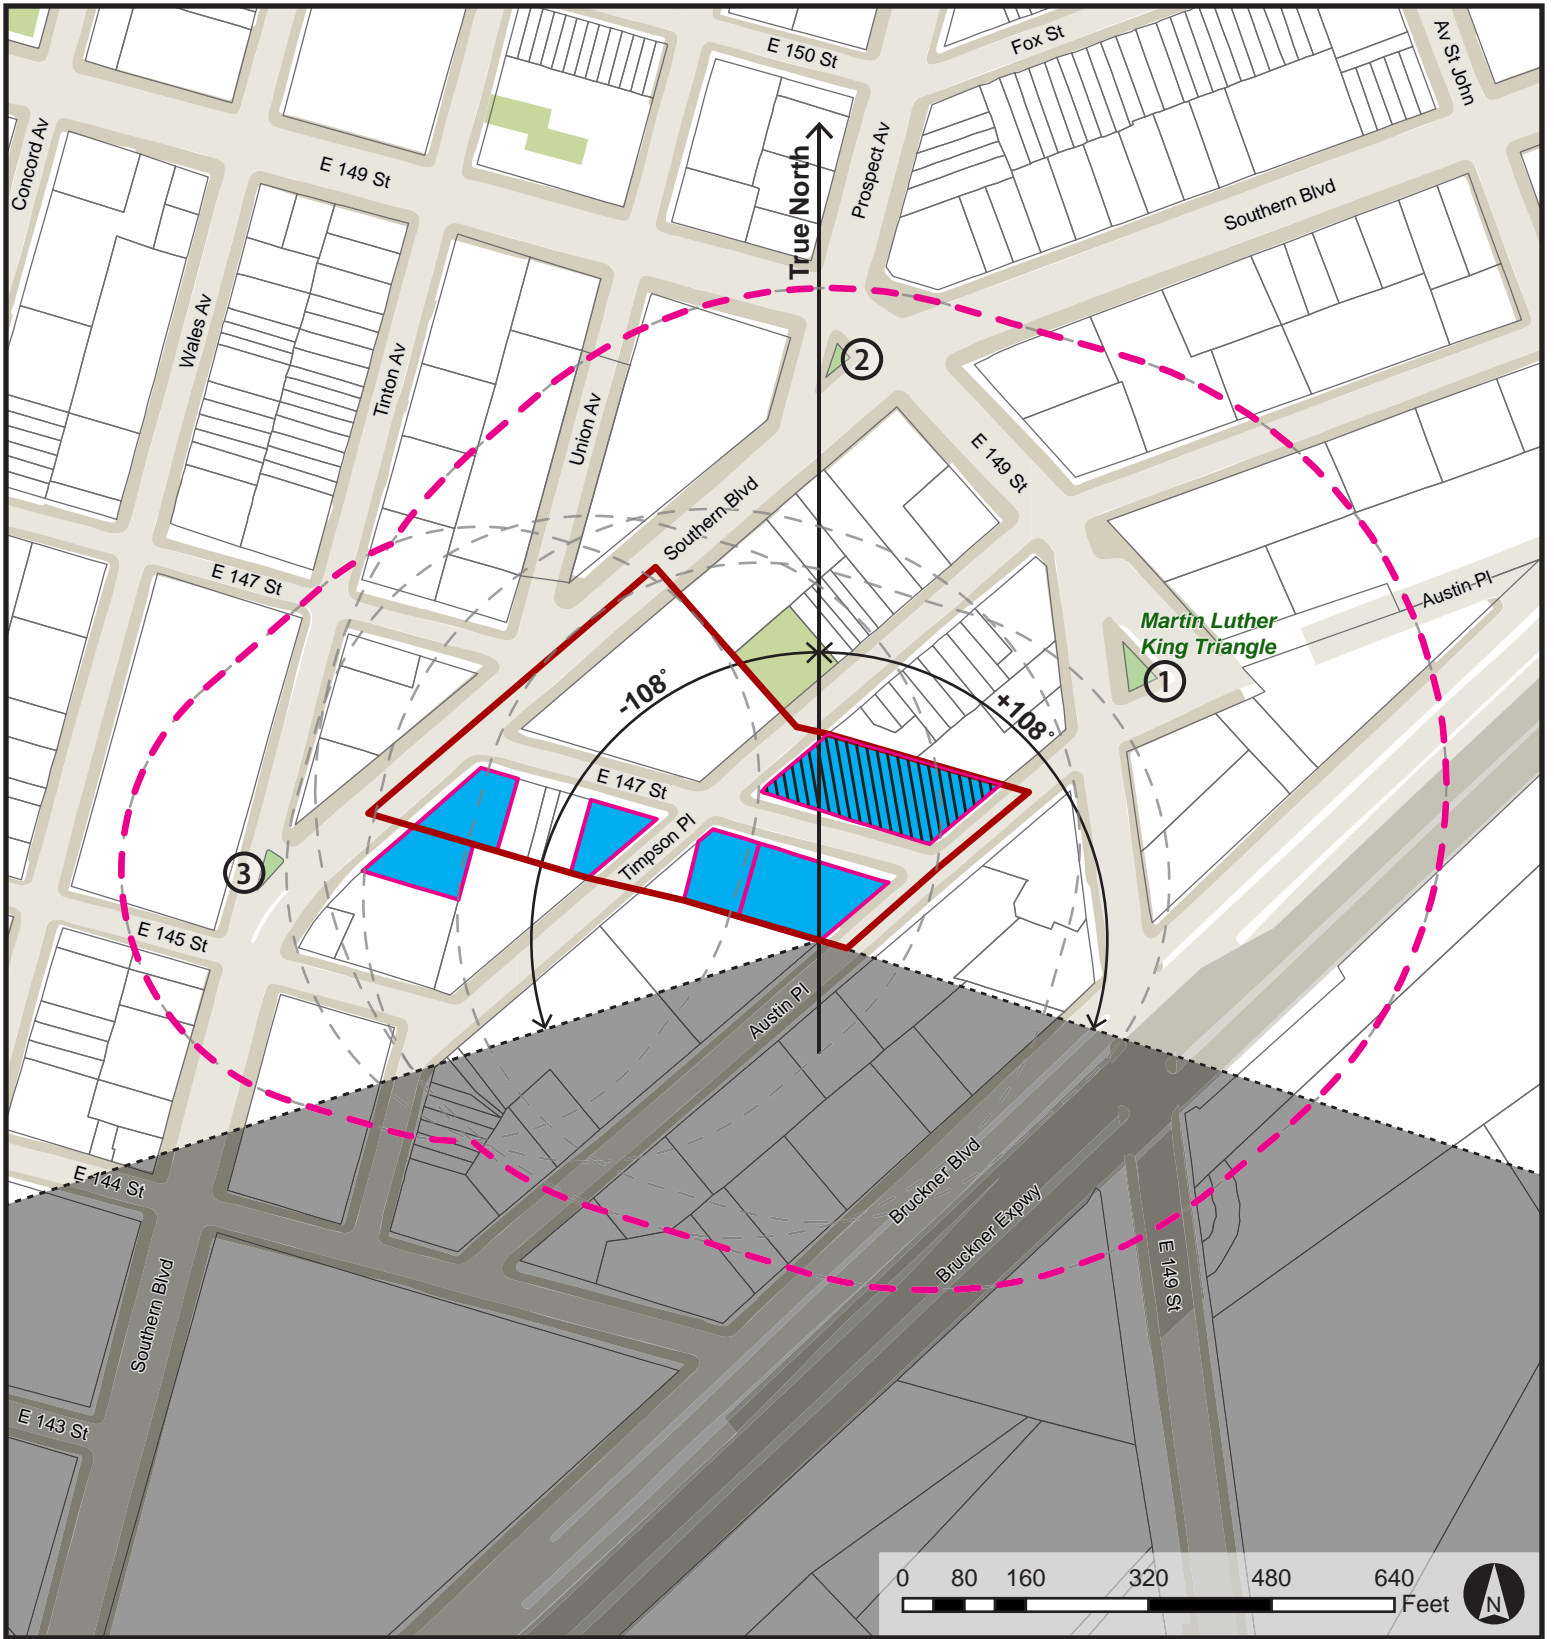 E 150 St
Fox St
Av St John
Concord Av
E 149 St
True North
Prospect Av
Southern Blvd
Wales Av
Tinton Av
Union Av
2
E 149 St
Southern Blvd
E 147 St
Austin Pl
Martin Luther
King Triangle
1
-108°
+108°
E 147 St
Timpson Pl
3
E 145 St
Austin Pl
E 144 St
Bruckner Blvd
Bruckner Expwy
E 149 St
Southern Blvd
E 143 St
0 80 160 320 480 640
Feet
N